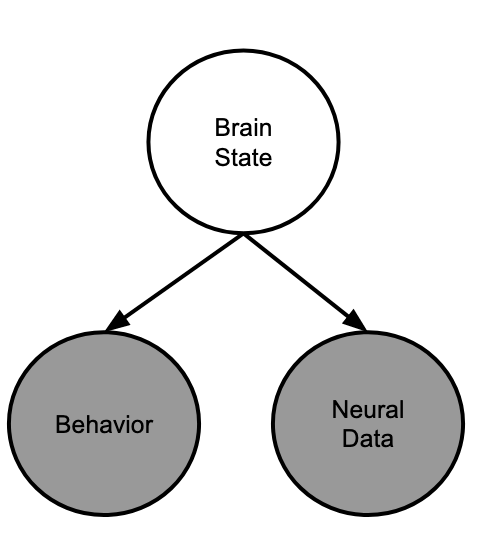 Brain
State
Behavior
Neural
Data